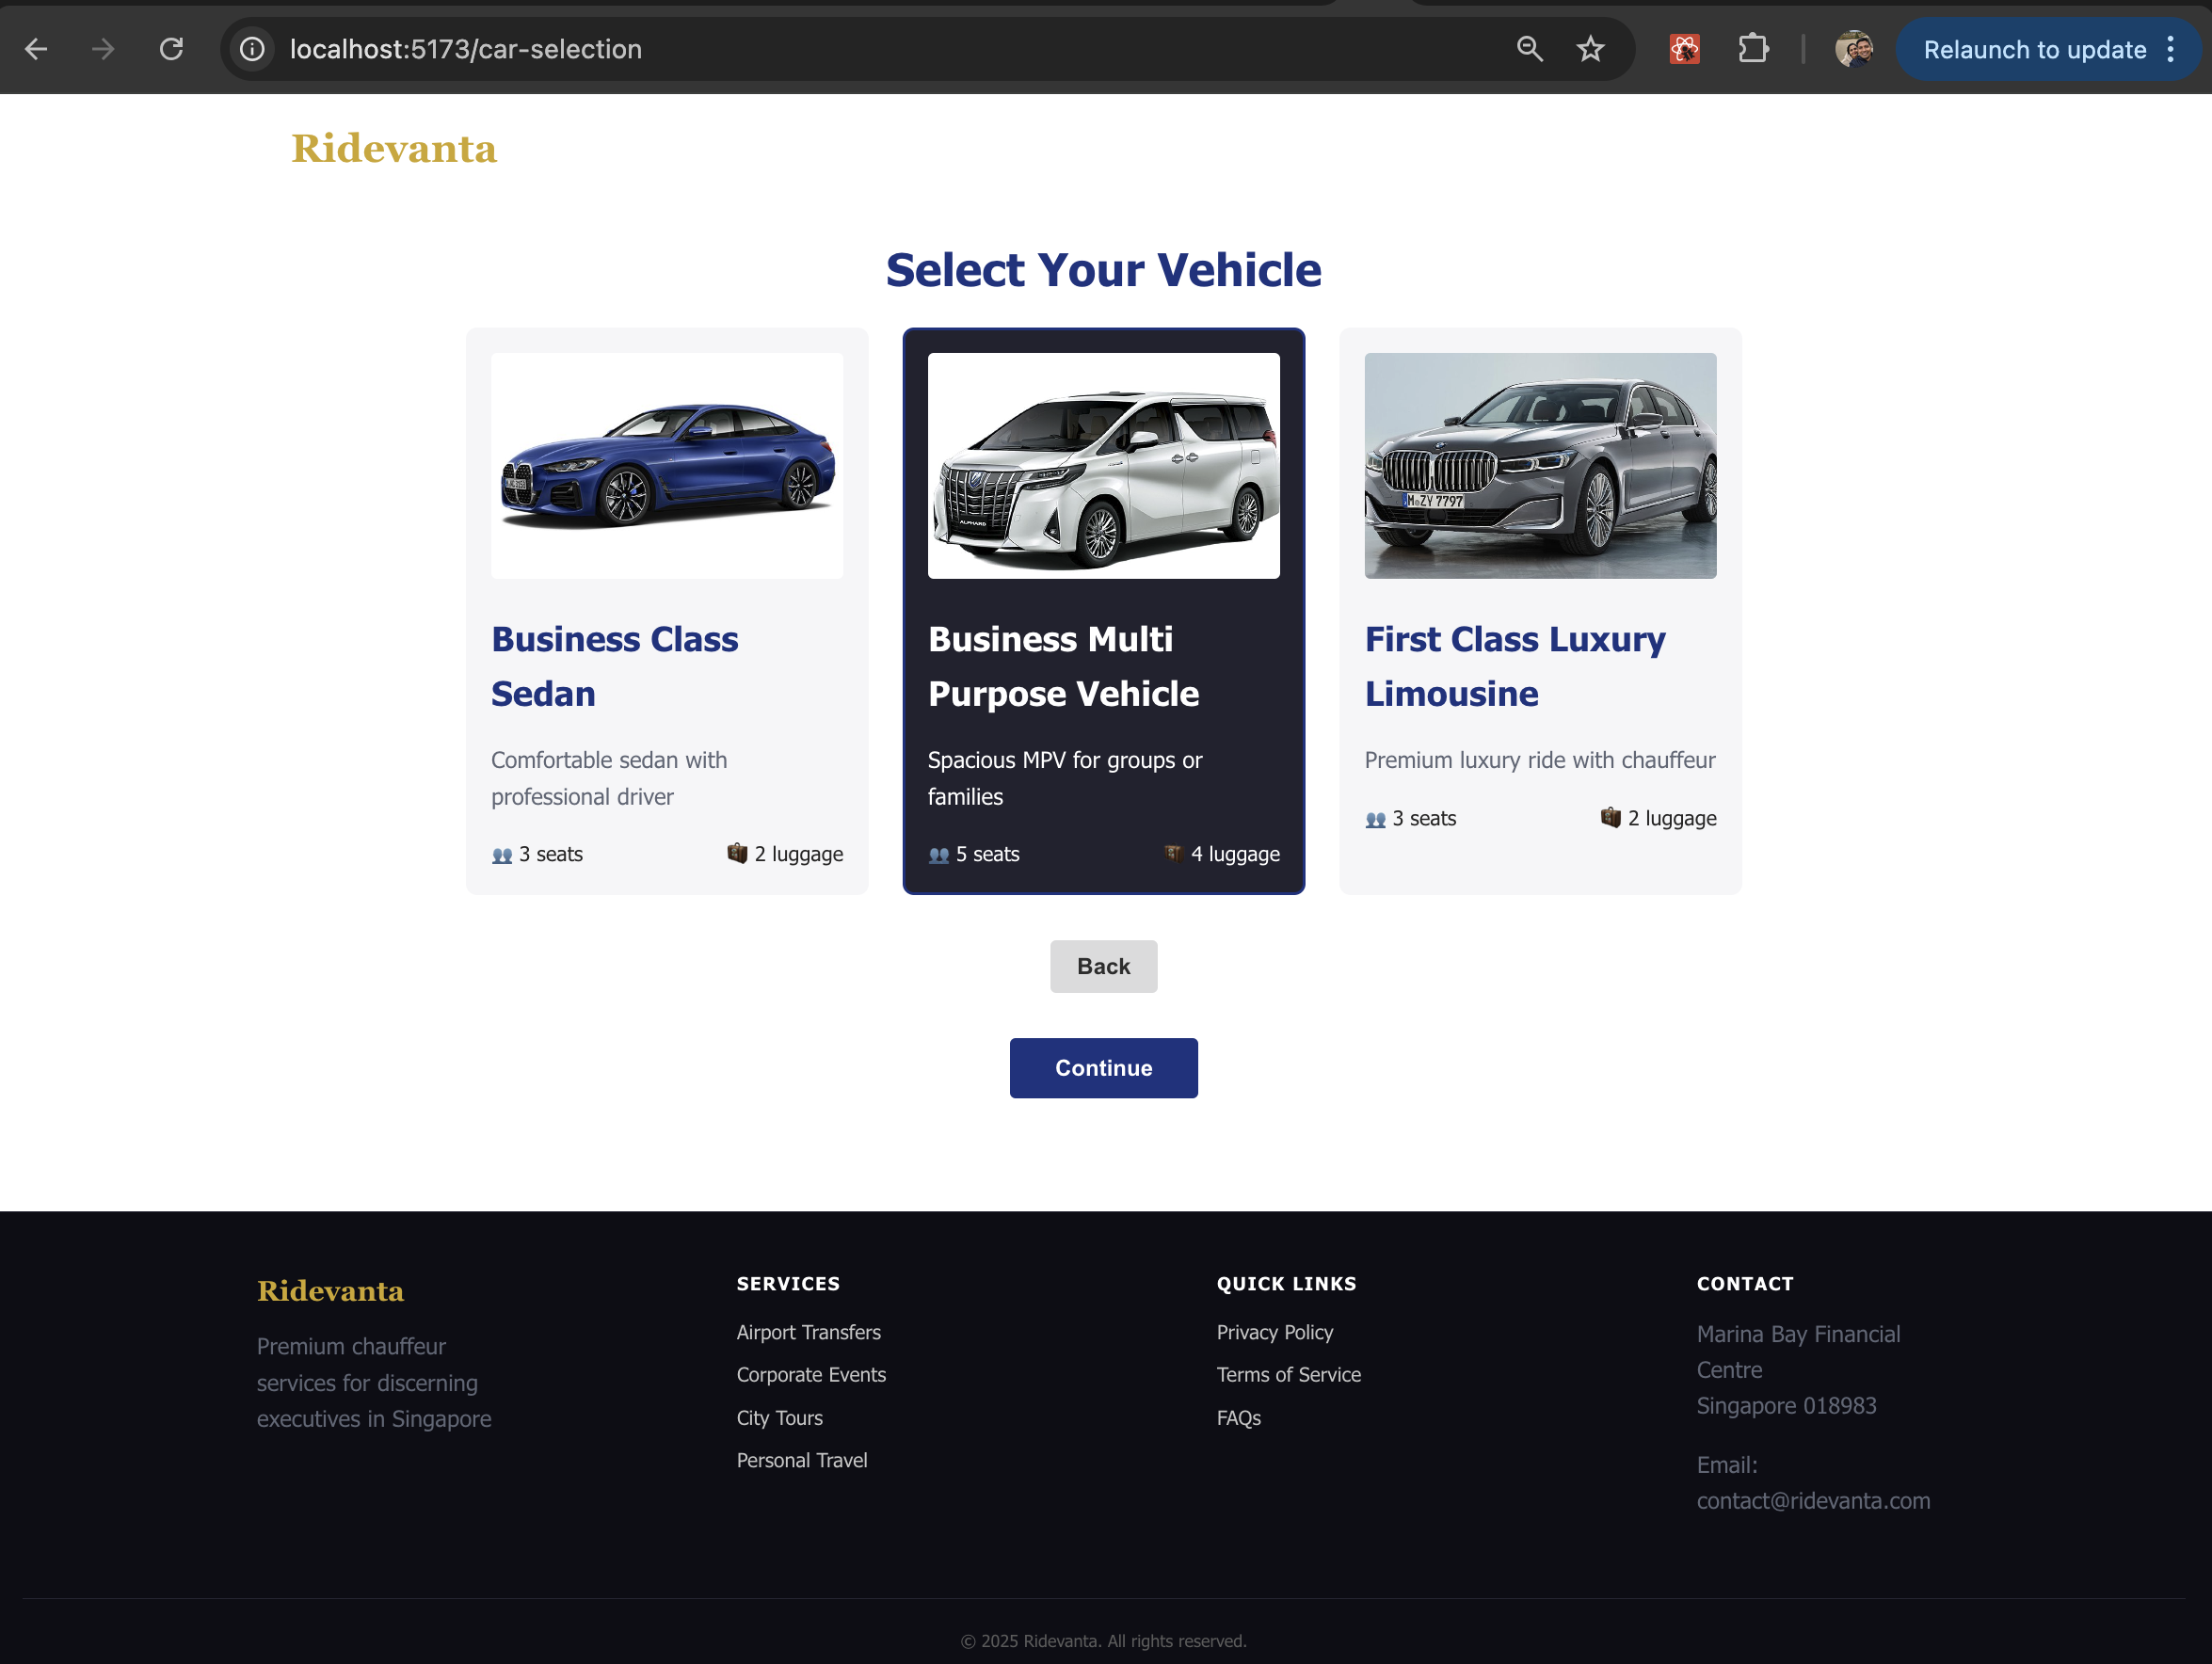 localhost:5173/car-selection
Relaunch to update
Ridevanta
Select Your Vehicle
Business Class
Sedan
Comfortable sedan with
professional driver
3 seats
2 luggage
ALPHARD
Business Multi
Purpose Vehicle
Spacious MPV for groups or
families
5 seats
4 luggage
M ZY 7797
First Class Luxury
Limousine
Premium luxury ride with chauffeur
3 seats
2 luggage
Back
Continue
Ridevanta
Premium chauffeur
services for discerning
executives in Singapore
SERVICES
Airport Transfers
Corporate Events
City Tours
Personal Travel
QUICK LINKS
Privacy Policy
Terms of Service
FAQs
CONTACT
Marina Bay Financial
Centre
Singapore 018983
Email:
contact@ridevanta.com
© 2025 Ridevanta. All rights reserved.